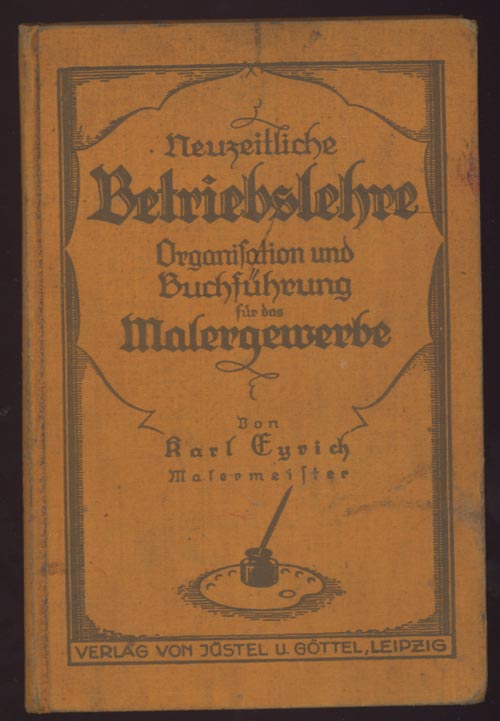 Neuzeitliche
Betriebslehre
Organisation und
Buchführung
für das
Malergewerbe
Von
Karl Eyrich
Malermeister
VERLAG VON JÜSTEL U. GÖTTEL, LEIPZIG